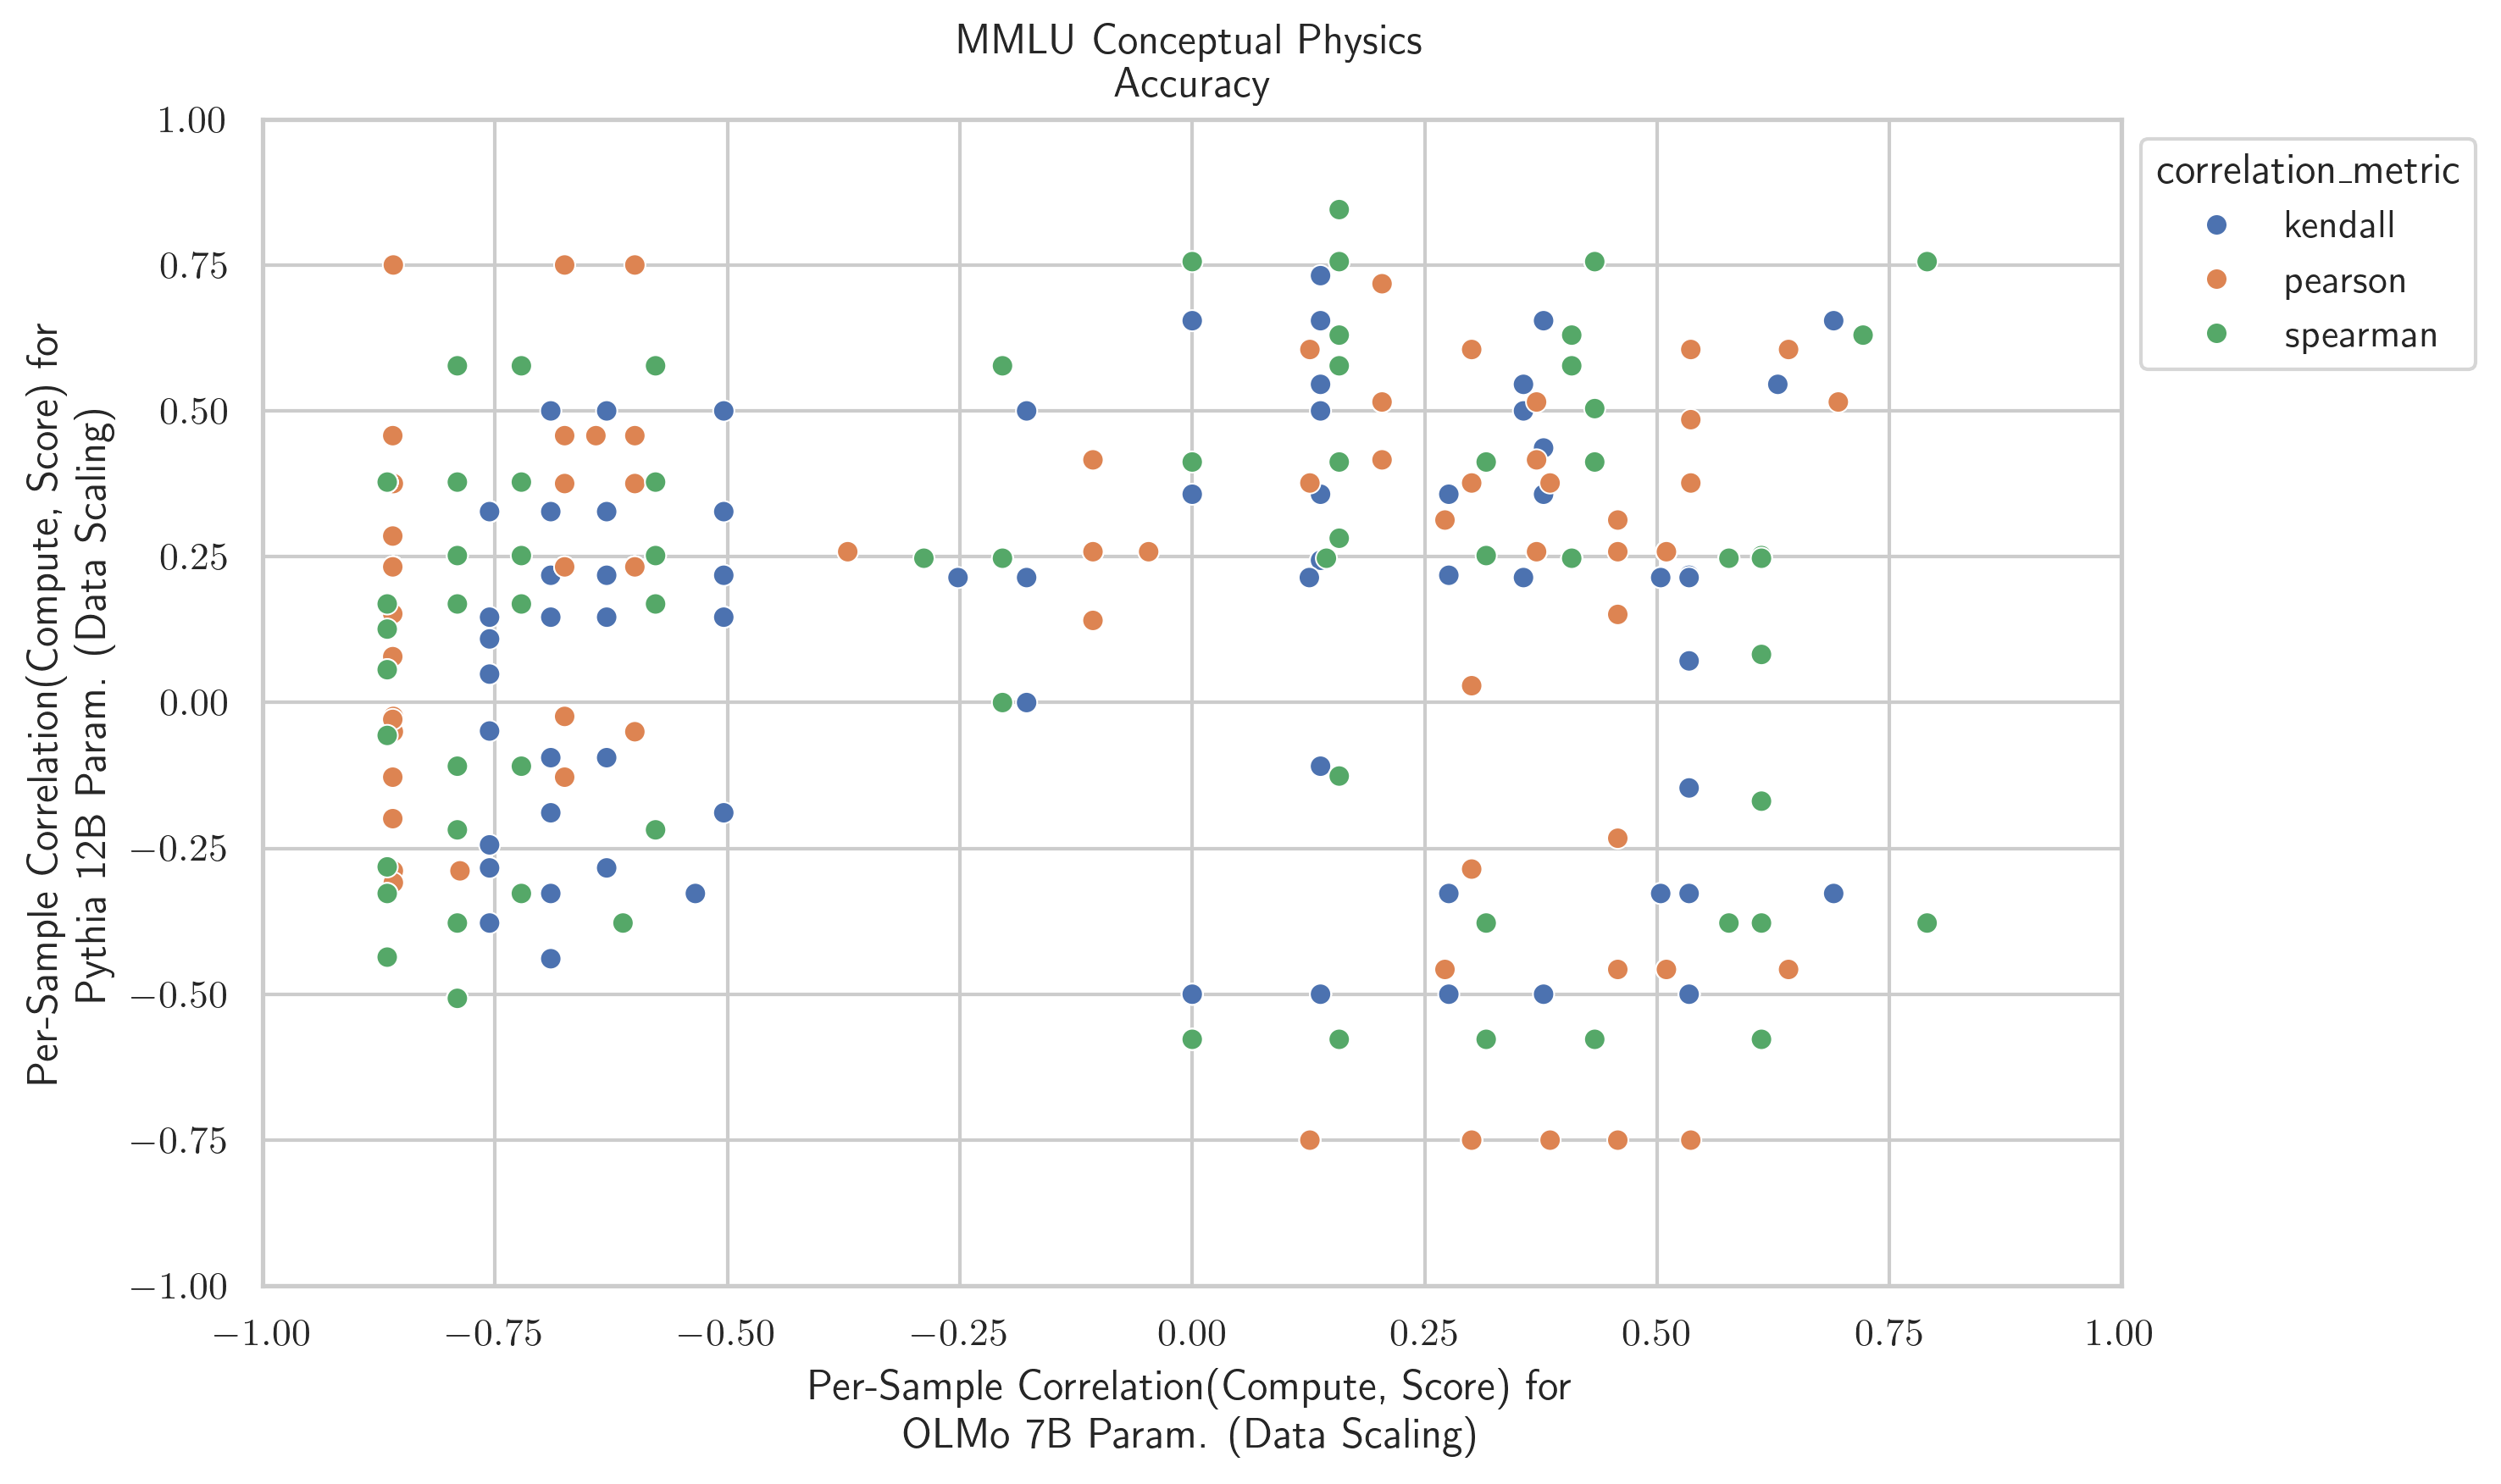 MMLU Conceptual Physics
Accuracy
Per-Sample Correlation(Compute, Score) for
Pythia 12B Param. (Data Scaling)
1.00
0.75
0.50
0.25
0.00
−0.25
−0.50
−0.75
−1.00
−1.00
−0.75
−0.50
−0.25
0.00
0.25
0.50
0.75
1.00
Per-Sample Correlation(Compute, Score) for
OLMo 7B Param. (Data Scaling)
correlation_metric
kendall
pearson
spearman